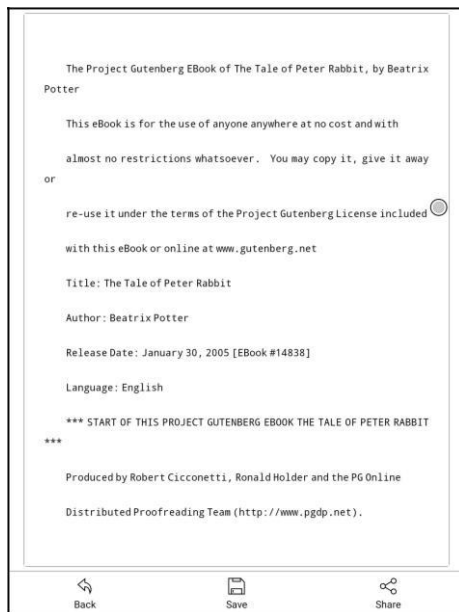 The Project Gutenberg EBook of The Tale of Peter Rabbit, by Beatrix
Potter
This eBook is for the use of anyone anywhere at no cost and with
almost no restrictions whatsoever.  You may copy it, give it away
or
re-use it under the terms of the Project Gutenberg License included
with this eBook or online at www.gutenberg.net
Title: The Tale of Peter Rabbit
Author: Beatrix Potter
Release Date: January 30, 2005 [EBook #14838]
Language: English
*** START OF THIS PROJECT GUTENBERG EBOOK THE TALE OF PETER RABBIT
***
Produced by Robert Cicconetti, Ronald Holder and the PG Online
Distributed Proofreading Team (http://www.pgdp.net).
Back Save Share